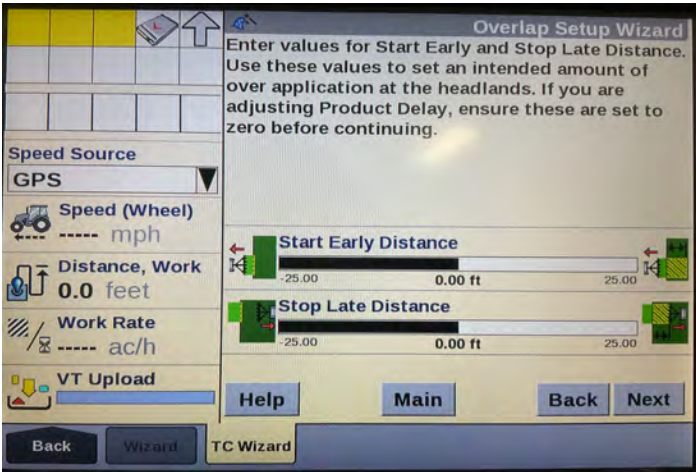 Overlap Setup Wizard
Enter values for Start Early and Stop Late Distance.
Use these values to set an intended amount of
over application at the headlands. If you are
adjusting Product Delay, ensure these are set to
zero before continuing.
Speed Source
GPS
Speed (Wheel)
----- mph
Distance, Work
0.0 feet
Work Rate
----- ac/h
VT Upload
Start Early Distance
-25.00 0.00 ft 25.00
Stop Late Distance
-25.00 0.00 ft 25.00
Help Main Back Next
Back Wizard TC Wizard